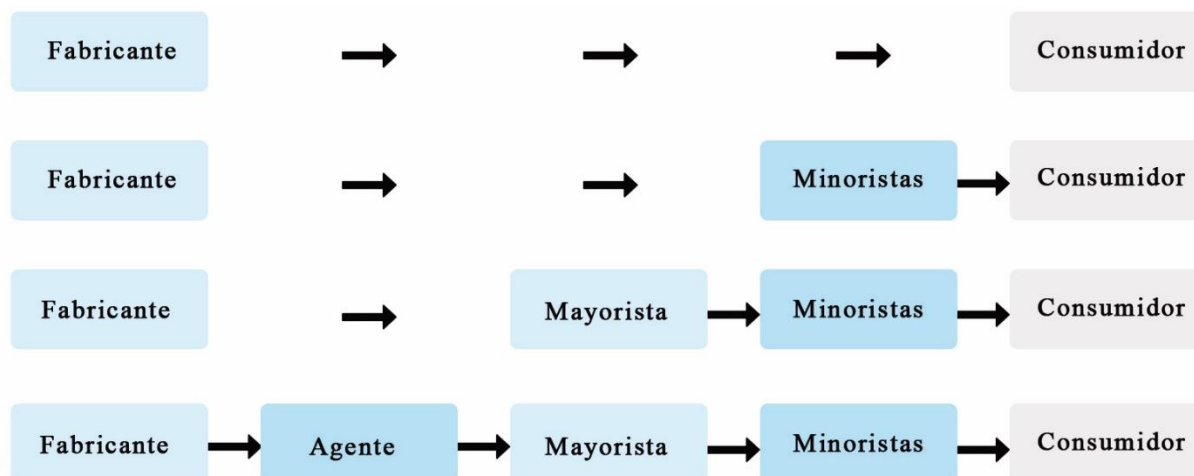 Fabricante Consumidor
Fabricante Minoristas Consumidor
Fabricante Mayorista Minoristas Consumidor
Fabricante Agente Mayorista Minoristas Consumidor